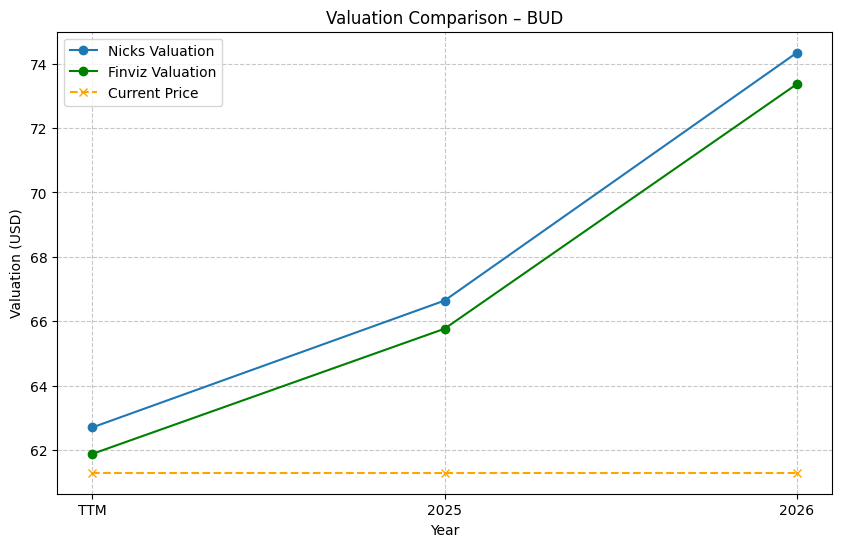 Valuation Comparison – BUD
Nicks Valuation
Finviz Valuation
Current Price
Valuation (USD)
74
72
70
68
66
64
62
TTM
2025
2026
Year